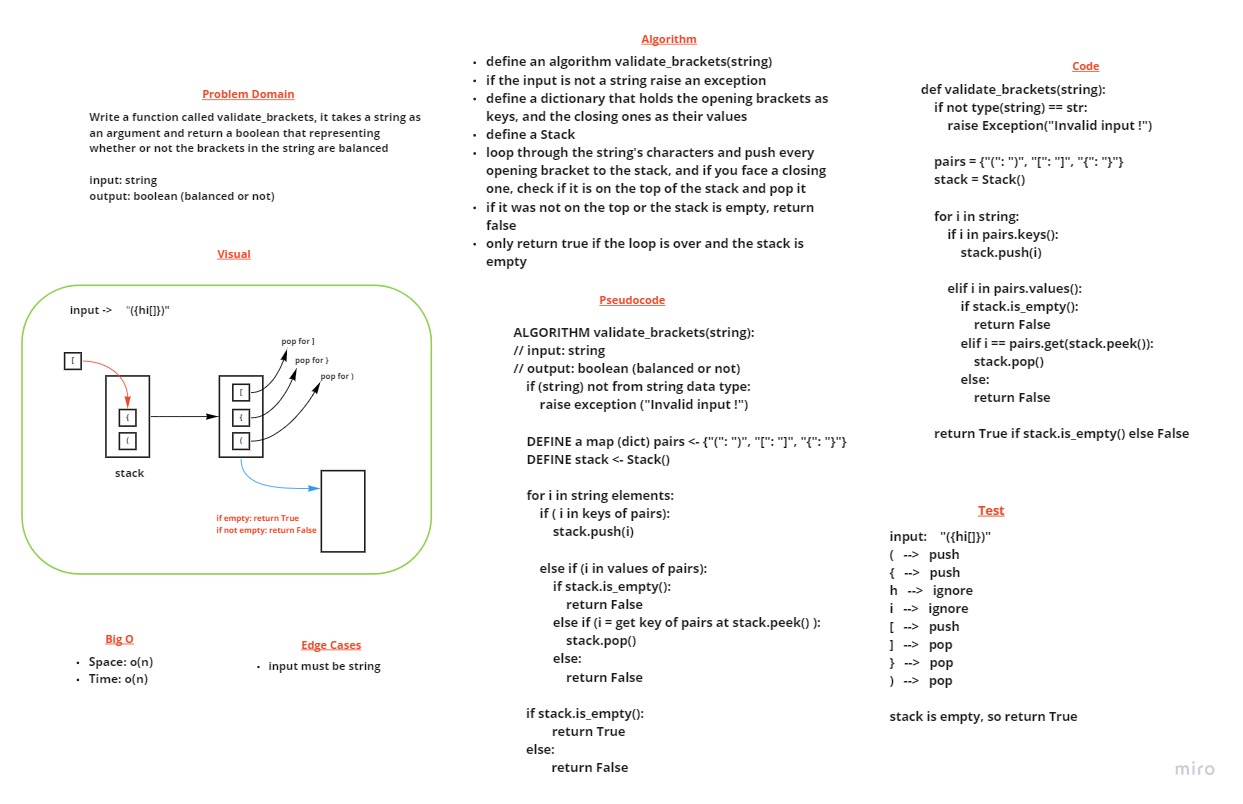 Problem Domain
Write a function called validate_brackets, it takes a string as
an argument and return a boolean that representing
whether or not the brackets in the string are balanced
input: string
output: boolean (balanced or not)
Visual
input -> "({hi[]})"
[
{
(
stack
[
{
(
pop for ]
pop for }
pop for )
if empty: return True
if not empty: return False
Big O
• Space: o(n)
• Time: o(n)
Edge Cases
• input must be string
Algorithm
• define an algorithm validate_brackets(string)
• if the input is not a string raise an exception
• define a dictionary that holds the opening brackets as
keys, and the closing ones as their values
• define a Stack
• loop through the string's characters and push every
opening bracket to the stack, and if you face a closing
one, check if it is on the top of the stack and pop it
• if it was not on the top or the stack is empty, return
false
• only return true if the loop is over and the stack is
empty
Pseudocode
ALGORITHM validate_brackets(string):
// input: string
// output: boolean (balanced or not)
if (string) not from string data type:
raise exception ("Invalid input !")
DEFINE a map (dict) pairs <- {"(": ")", "[": "]", "{": "}"}
DEFINE stack <- Stack()
for i in string elements:
if ( i in keys of pairs):
stack.push(i)
else if (i in values of pairs):
if stack.is_empty():
return False
else if (i = get key of pairs at stack.peek() ):
stack.pop()
else:
return False
if stack.is_empty():
return True
else:
return False
Code
def validate_brackets(string):
if not type(string) == str:
raise Exception("Invalid input !")
pairs = {"(": ")", "[": "]", "{": "}"}
stack = Stack()
for i in string:
if i in pairs.keys():
stack.push(i)
elif i in pairs.values():
if stack.is_empty():
return False
elif i == pairs.get(stack.peek()):
stack.pop()
else:
return False
return True if stack.is_empty() else False
Test
input: "({hi[]})"
( --> push
{ --> push
h --> ignore
i --> ignore
[ --> push
] --> pop
} --> pop
) --> pop
stack is empty, so return True
miro